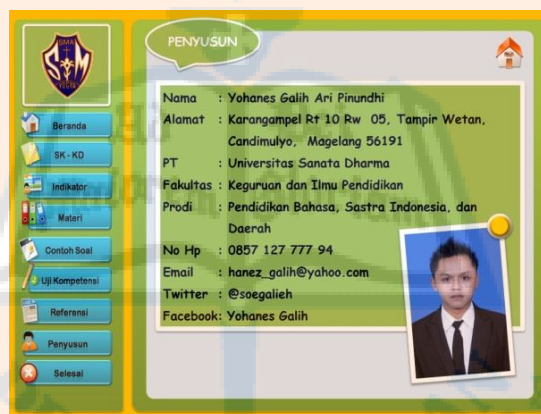 SMA
YOGYA
Beranda
SK - KD
Indikator
Materi
Contoh Soal
Uji Kompetensi
Referensi
Penyusun
Selesai
PENYUSUN
Nama : Yohanes Galih Ari Pinundhi
Alamat : Karangampel Rt 10 Rw 05, Tampir Wetan,
Candimulyo, Magelang 56191
PT : Universitas Sanata Dharma
Fakultas : Keguruan dan Ilmu Pendidikan
Prodi : Pendidikan Bahasa, Sastra Indonesia, dan
Daerah
No Hp : 0857 127 777 94
Email : hanez_galih@yahoo.com
Twitter : @soegalieh
Facebook: Yohanes Galih